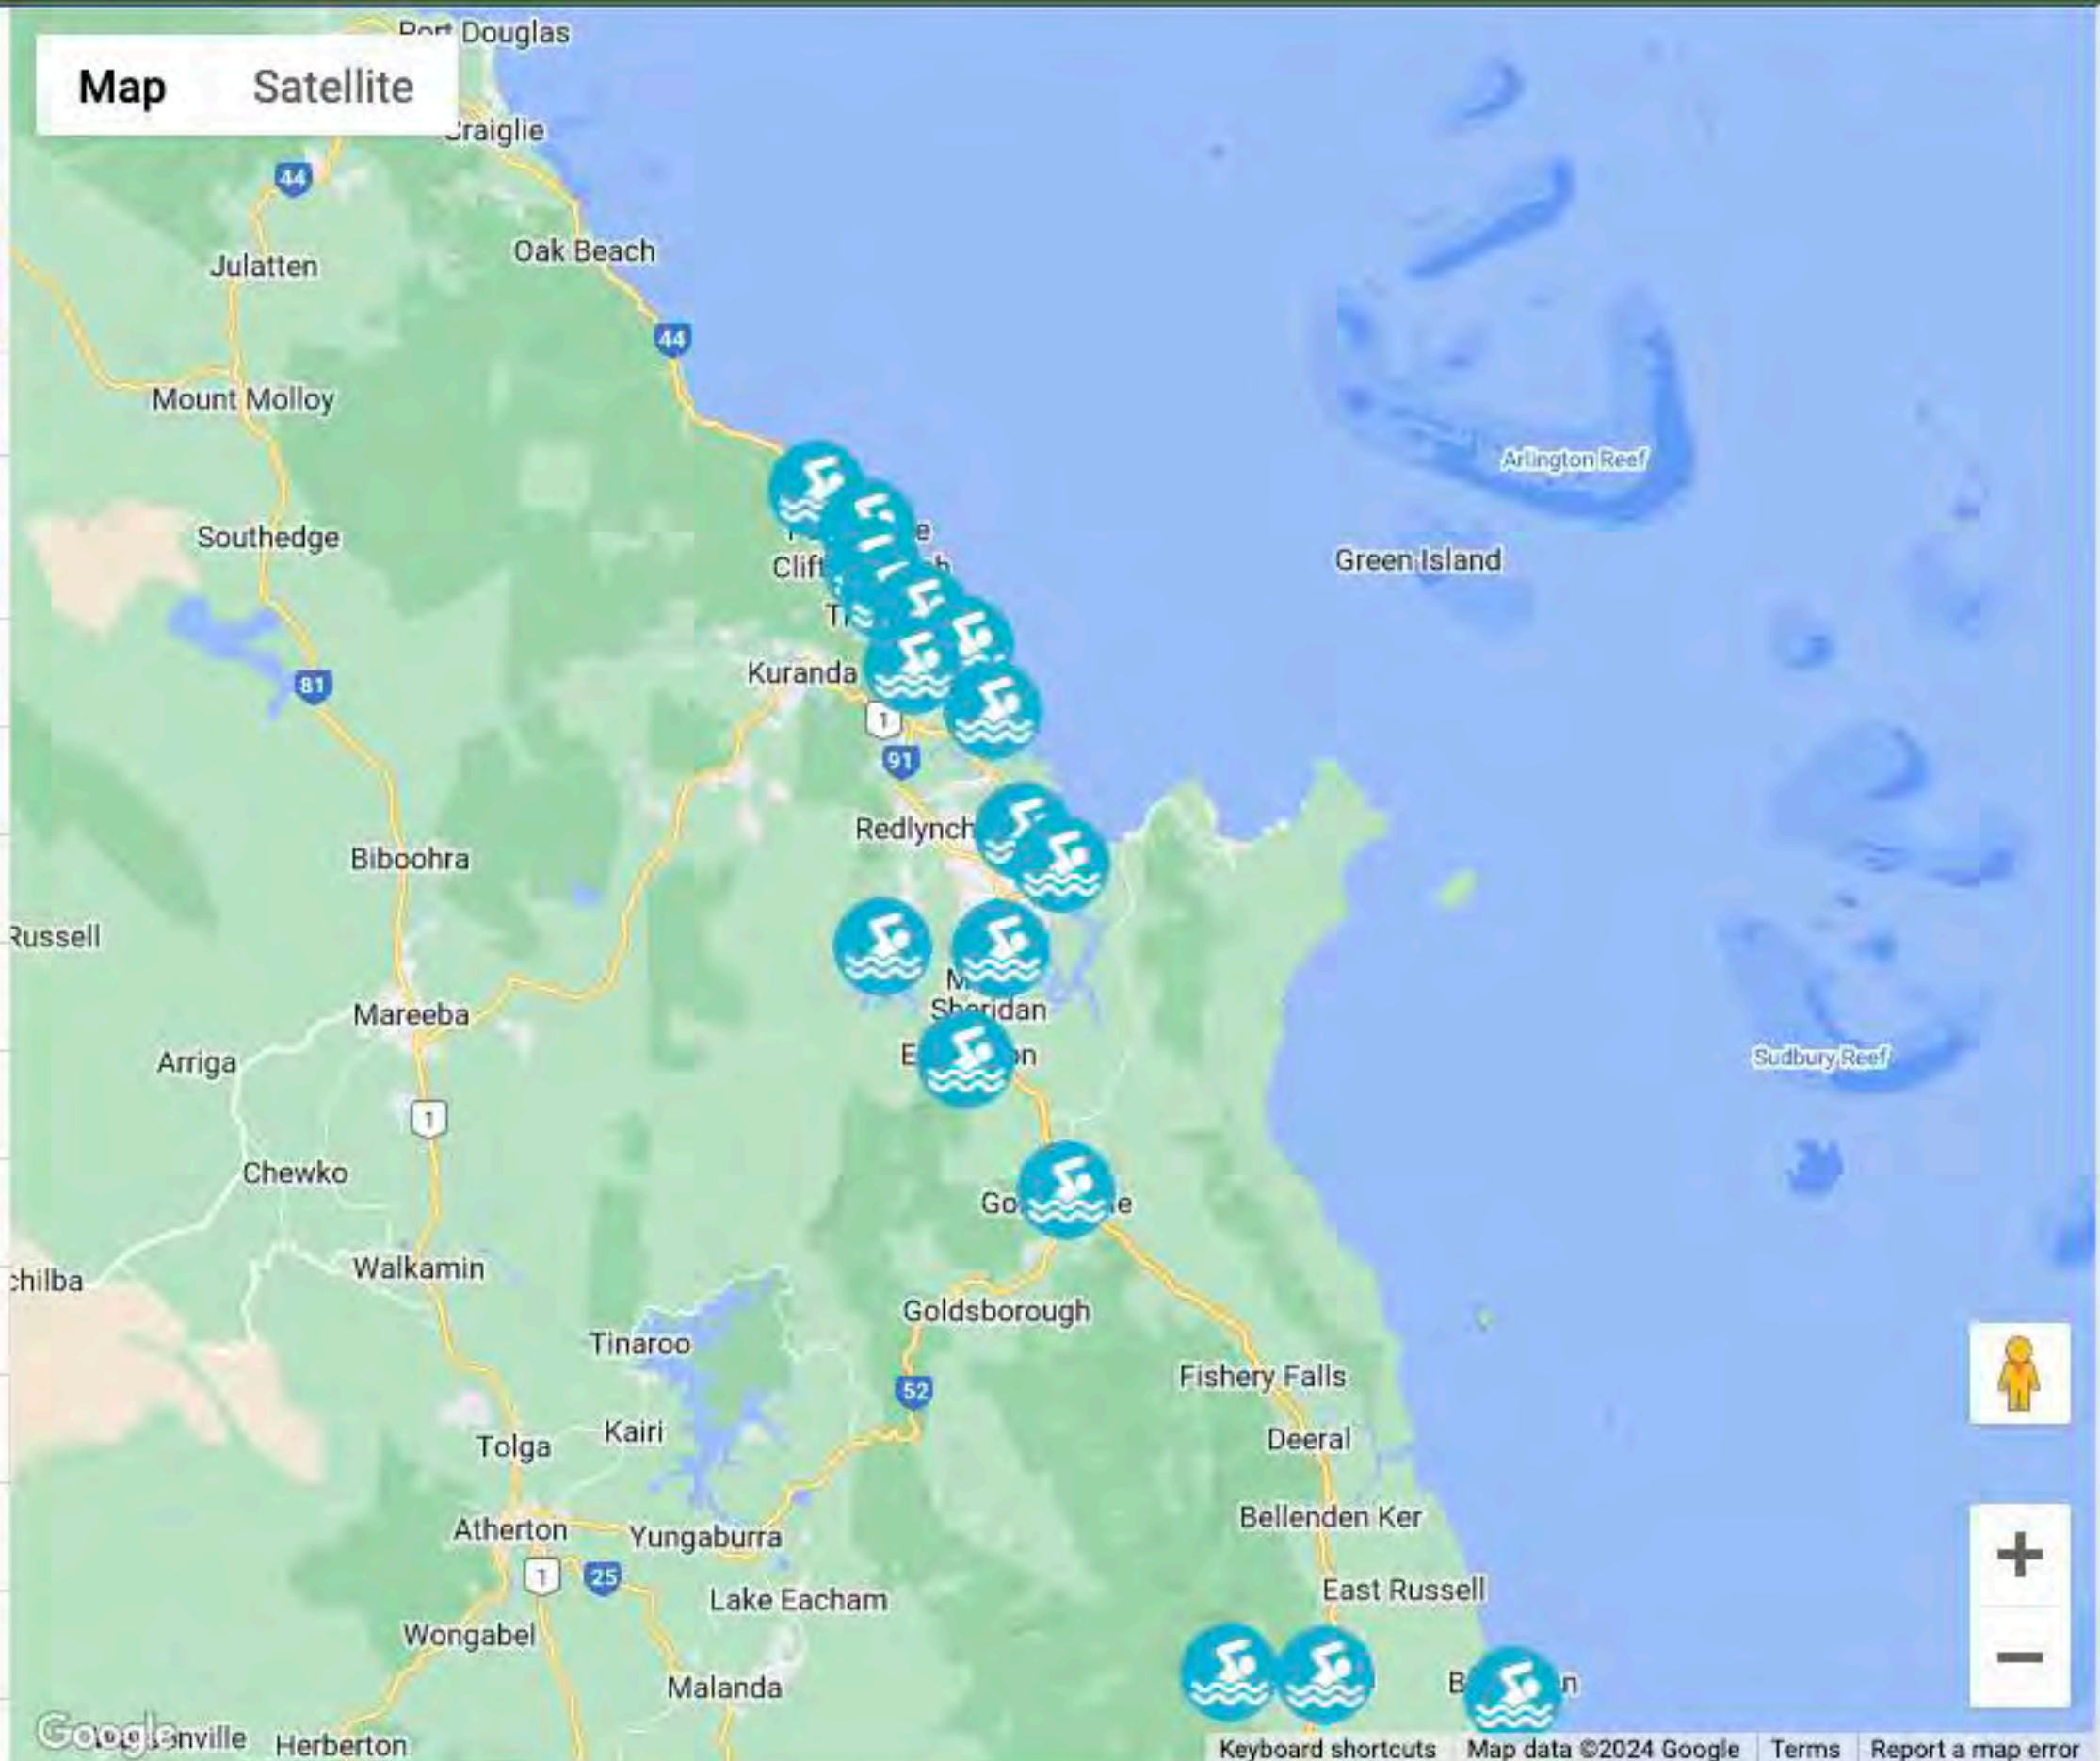 Port Douglas
Map Satellite
Craiglie
44
Julatten
Oak Beach
44
Mount Molloy
Arlington Reef
Southedge
Green Island
Kuranda
81
1
91
Redlynch
Biboohra
Russell
Sheridan
Mareeba
Arriga
Sudbury Reef
1
Chewko
Walkamin
chilba
Goldsborough
Tinaroo
Fishery Falls
52
Kairi
Tolga
Deeral
Bellenden Ker
Atherton
Yungaburra
1
25
East Russell
Lake Eacham
Wongabel
Malanda
Google
Herberton
Keyboard shortcuts Map data ©2024 Google Terms Report a map error